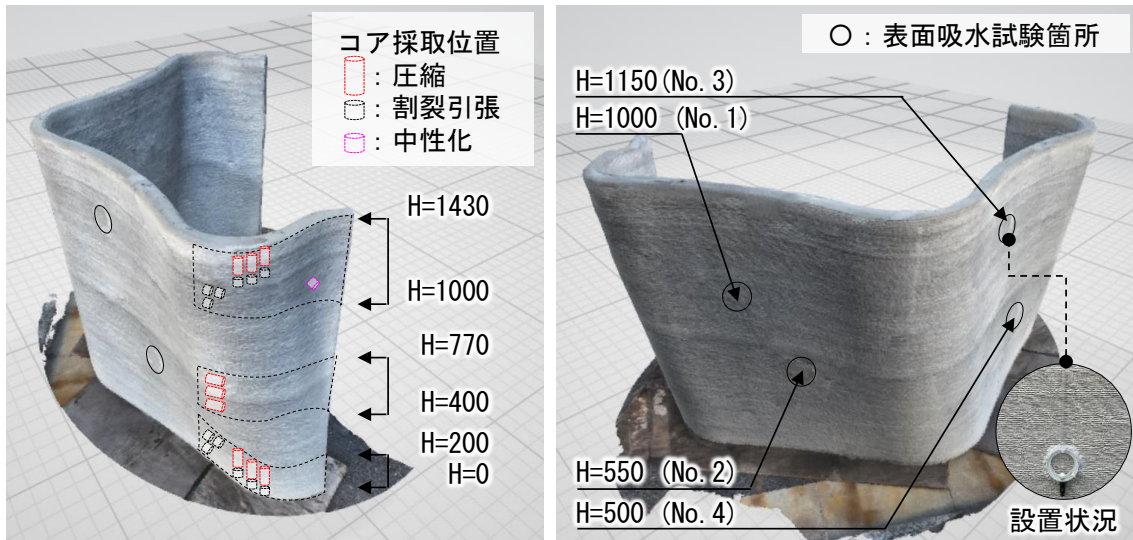 コア採取位置
：圧縮
：割裂引張
：中性化
H=1430
H=1000
H=770
H=400
H=200
H=0
○：表面吸水試験箇所
H=1150(No.3)
H=1000 (No.1)
H=550 (No.2)
H=500 (No.4)
設置状況